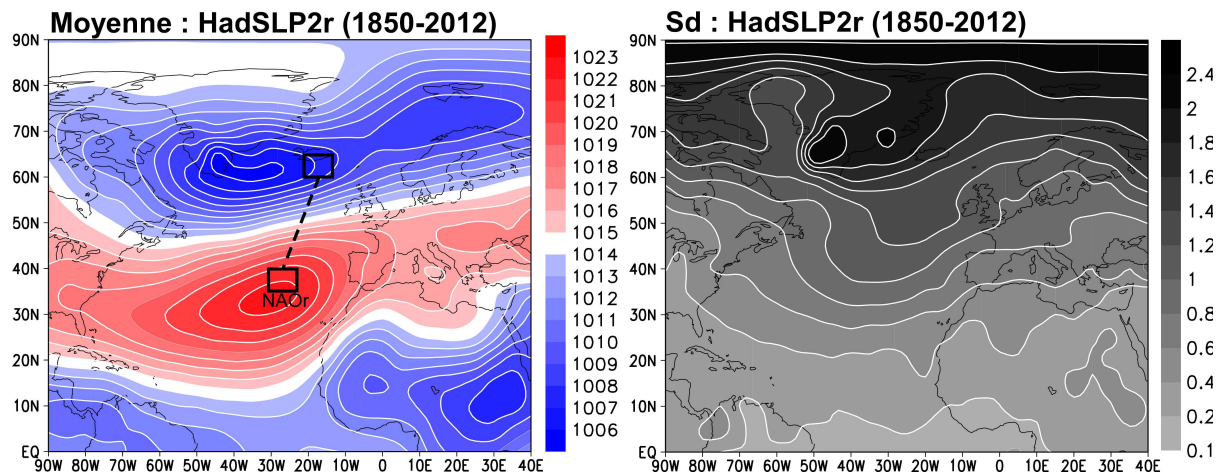 Moyenne : HadSLP2r (1850-2012)
90N
80N
70N
60N
50N
40N
30N
20N
10N
EQ
90W 80W 70W 60W 50W 40W 30W 20W 10W 0 10E 20E 30E 40E
NAOr
1023
1022
1021
1020
1019
1018
1017
1016
1015
1014
1013
1012
1011
1010
1009
1008
1007
1006
Sd : HadSLP2r (1850-2012)
90N
80N
70N
60N
50N
40N
30N
20N
10N
EQ
90W 80W 70W 60W 50W 40W 30W 20W 10W 0 10E 20E 30E 40E
2.4
2
1.8
1.6
1.4
1.2
1
0.8
0.6
0.4
0.2
0.1